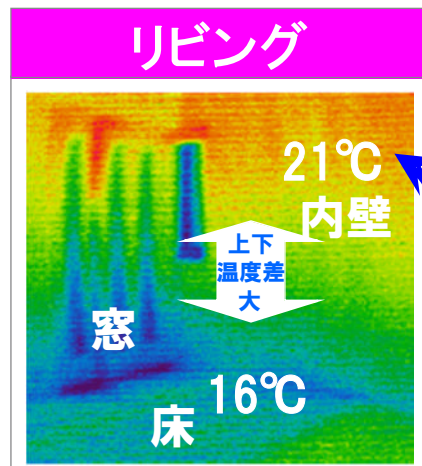 リビング
21℃
内壁
上下
温度差
大
窓
16℃
床